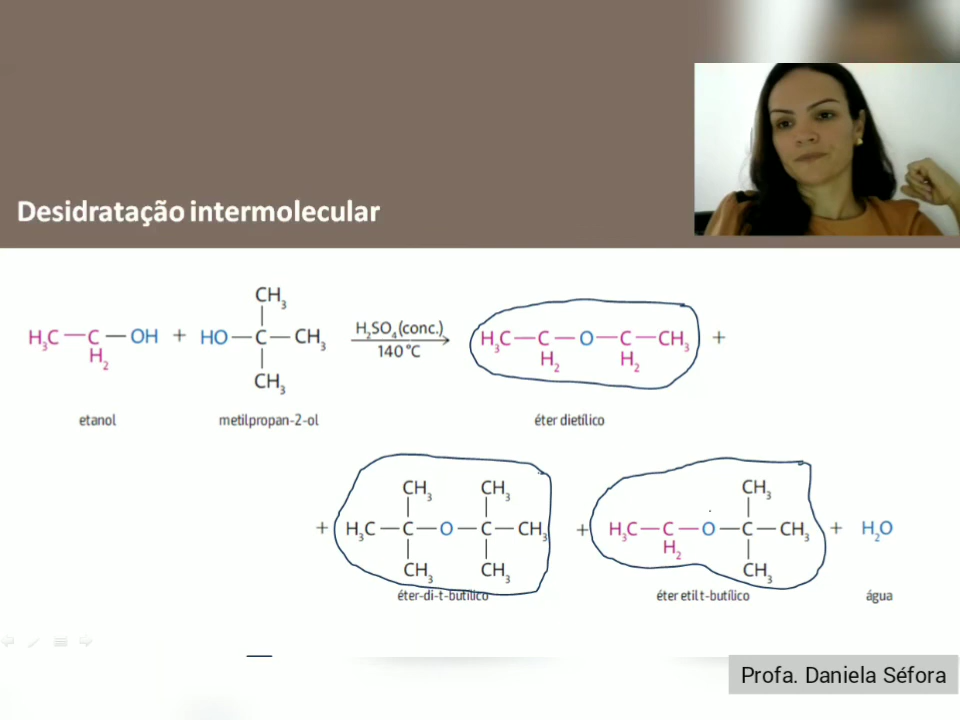 Desidratação intermolecular
CH₃
H₃C — C — OH + HO — C — CH₃ H₂SO₄(conc.) H₃C — C — O — C — CH₃ +
H₂ 140 °C H₂ H₂
CH₃
etanol metilpropan-2-ol éter dietílico
CH₃ CH₃ CH₃
+ H₃C — C — O — C — CH₃ + H₃C — C — O — C — CH₃ + H₂O
H₂
CH₃ CH₃ CH₃
éter-di-t-butílico éter etil t-butílico água
Profa. Daniela Séfora